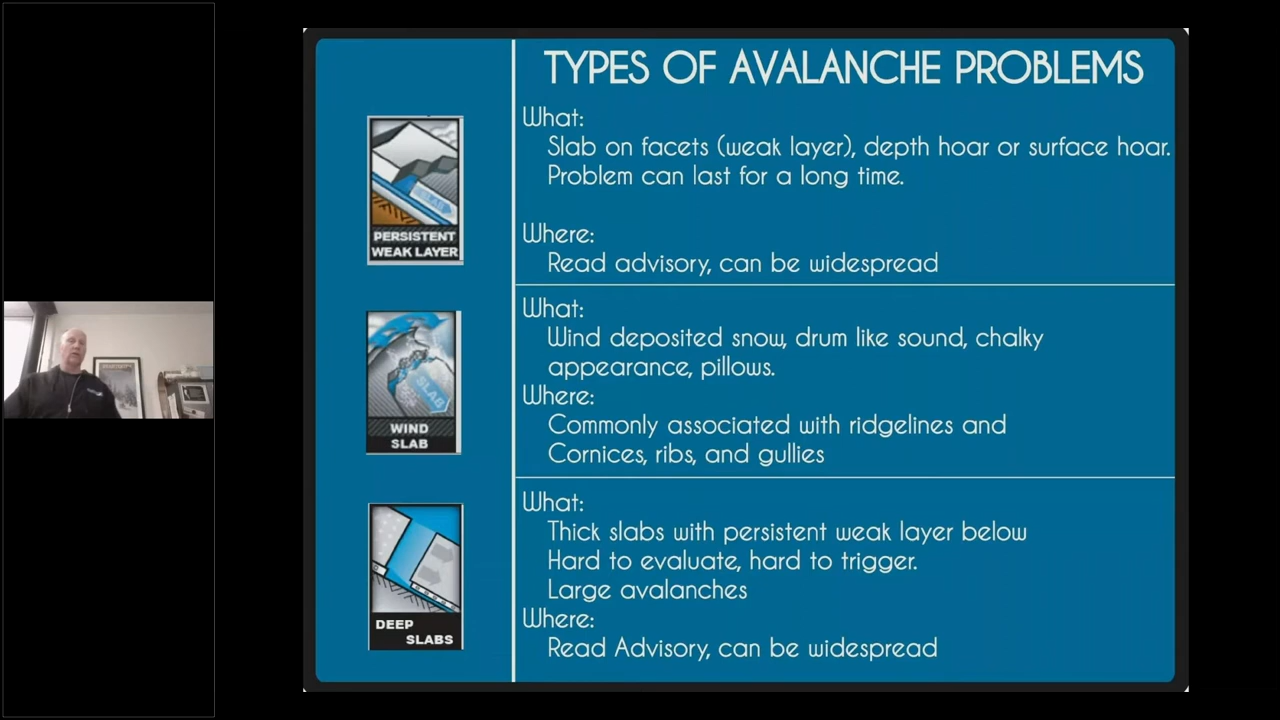 TYPES OF AVALANCHE PROBLEMS
PERSISTENT
WEAK LAYER
What:
Slab on facets (weak layer), depth hoar or surface hoar.
Problem can last for a long time.
Where:
Read advisory, can be widespread
WIND
SLAB
SLAB
What:
Wind deposited snow, drum like sound, chalky
appearance, pillows.
Where:
Commonly associated with ridgelines and
Cornices, ribs, and gullies
DEEP
SLABS
What:
Thick slabs with persistent weak layer below
Hard to evaluate, hard to trigger.
Large avalanches
Where:
Read Advisory, can be widespread